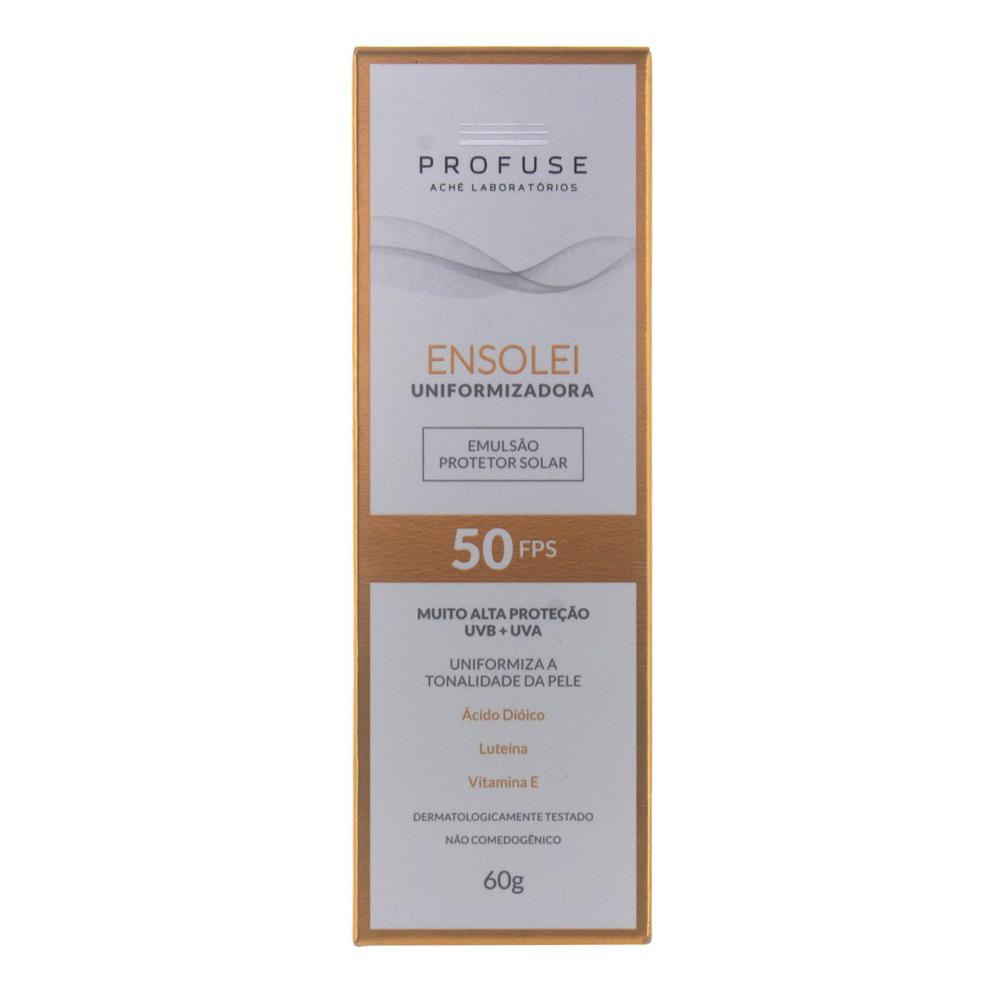 PROFUSE
ACHÉ LABORATÓRIOS
ENSOLEI
UNIFORMIZADORA
EMULSÃO
PROTETOR SOLAR
50 FPS
MUITO ALTA PROTEÇÃO
UVB + UVA
UNIFORMIZA A
TONALIDADE DA PELE
Ácido Dióico
Luteína
Vitamina E
DERMATOLOGICAMENTE TESTADO
NÃO COMEDOGÊNICO
60g